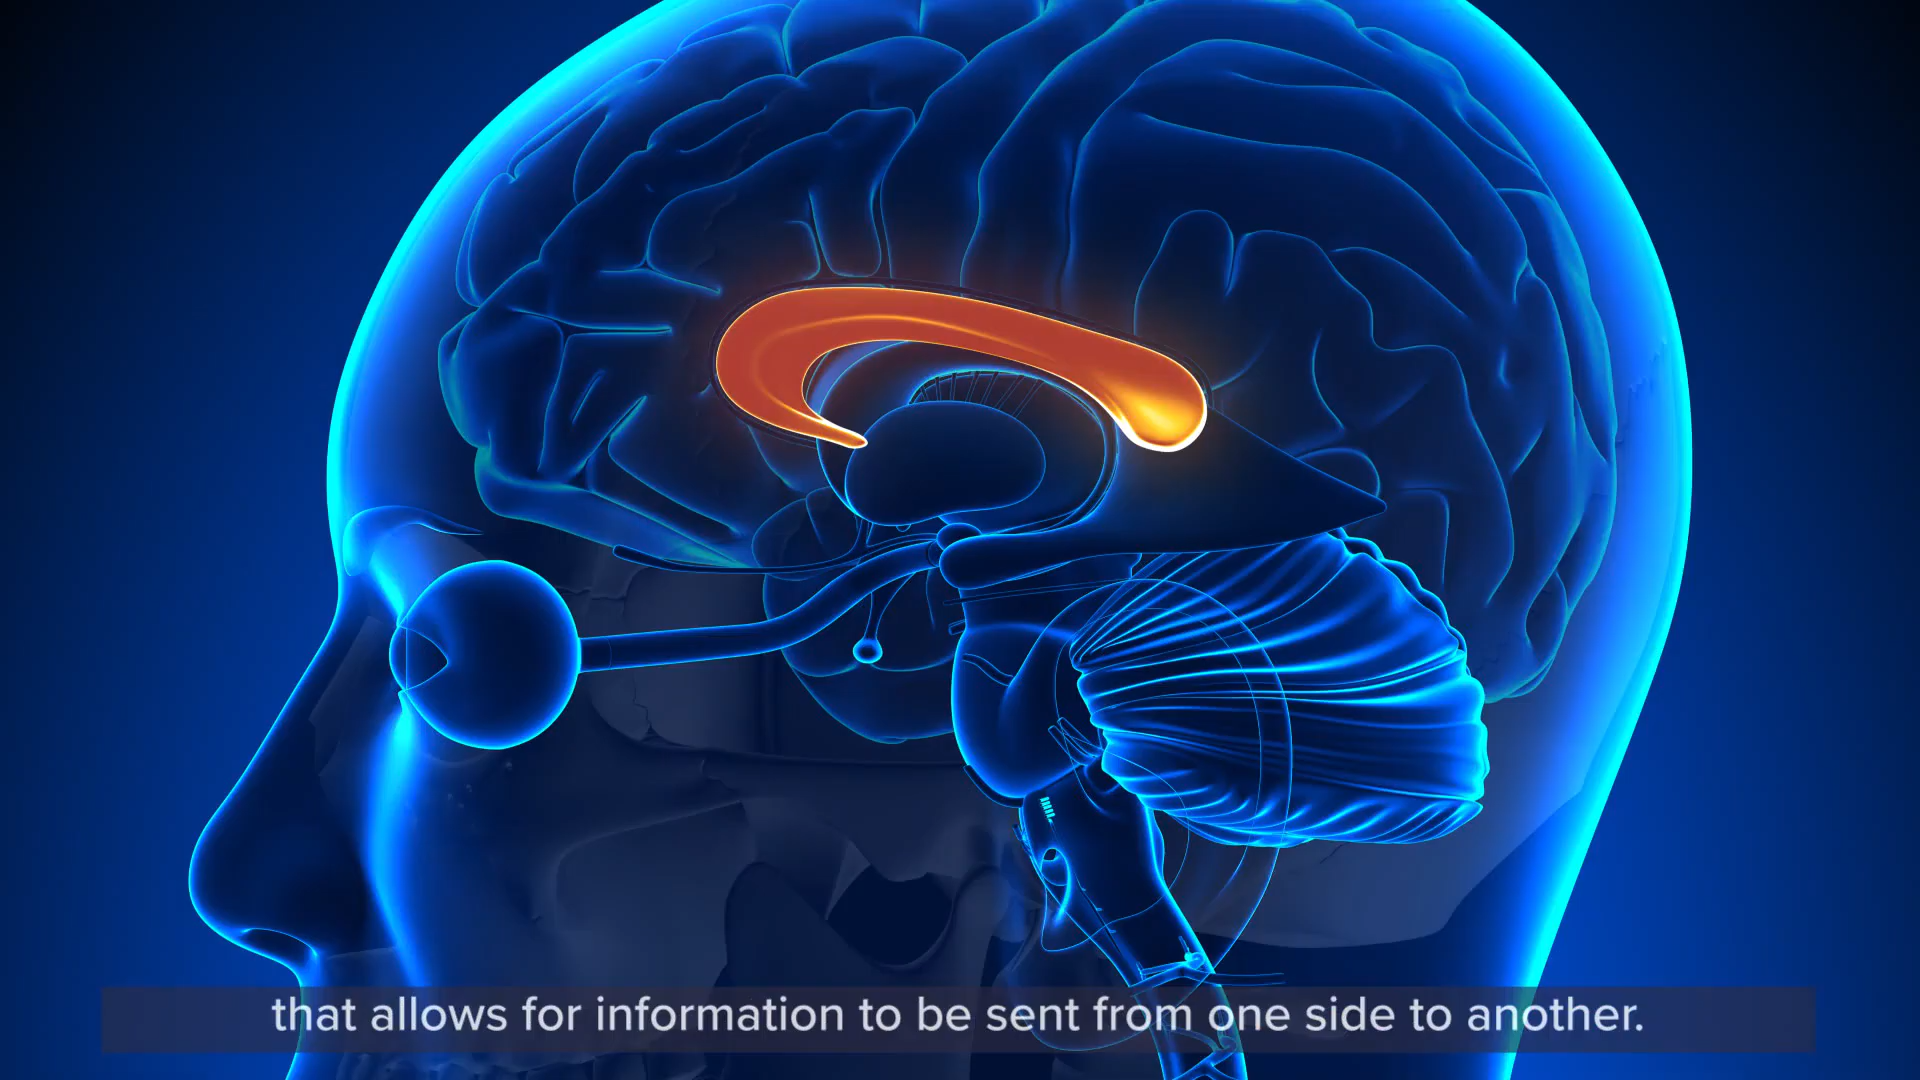 that allows for information to be sent from one side to another.